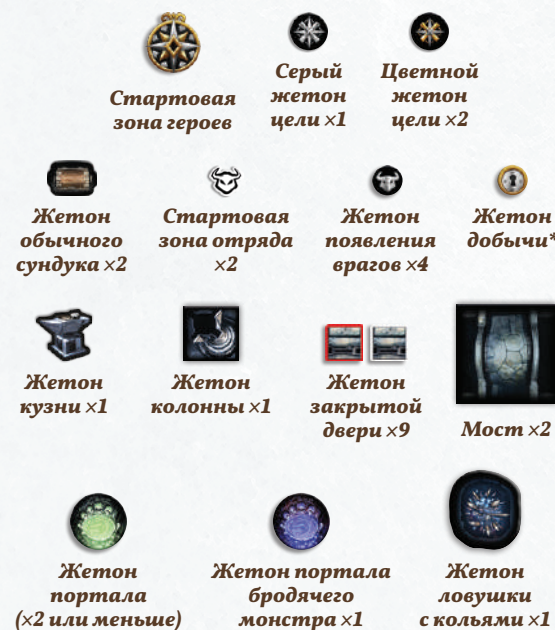 Стартовая
зона героев
Серый
жетон
цели ×1
Цветной
жетон
цели ×2
Жетон
обычного
сундука ×2
Стартовая
зона отряда
×2
Жетон
появления
врагов ×4
Жетон
добычи*
Жетон
кузни ×1
Жетон
колонны ×1
Жетон
закрытой
двери ×9
Мост ×2
Жетон
портала
(×2 или меньше)
Жетон портала
бродячего
монстра ×1
Жетон
ловушки
с кольями ×1